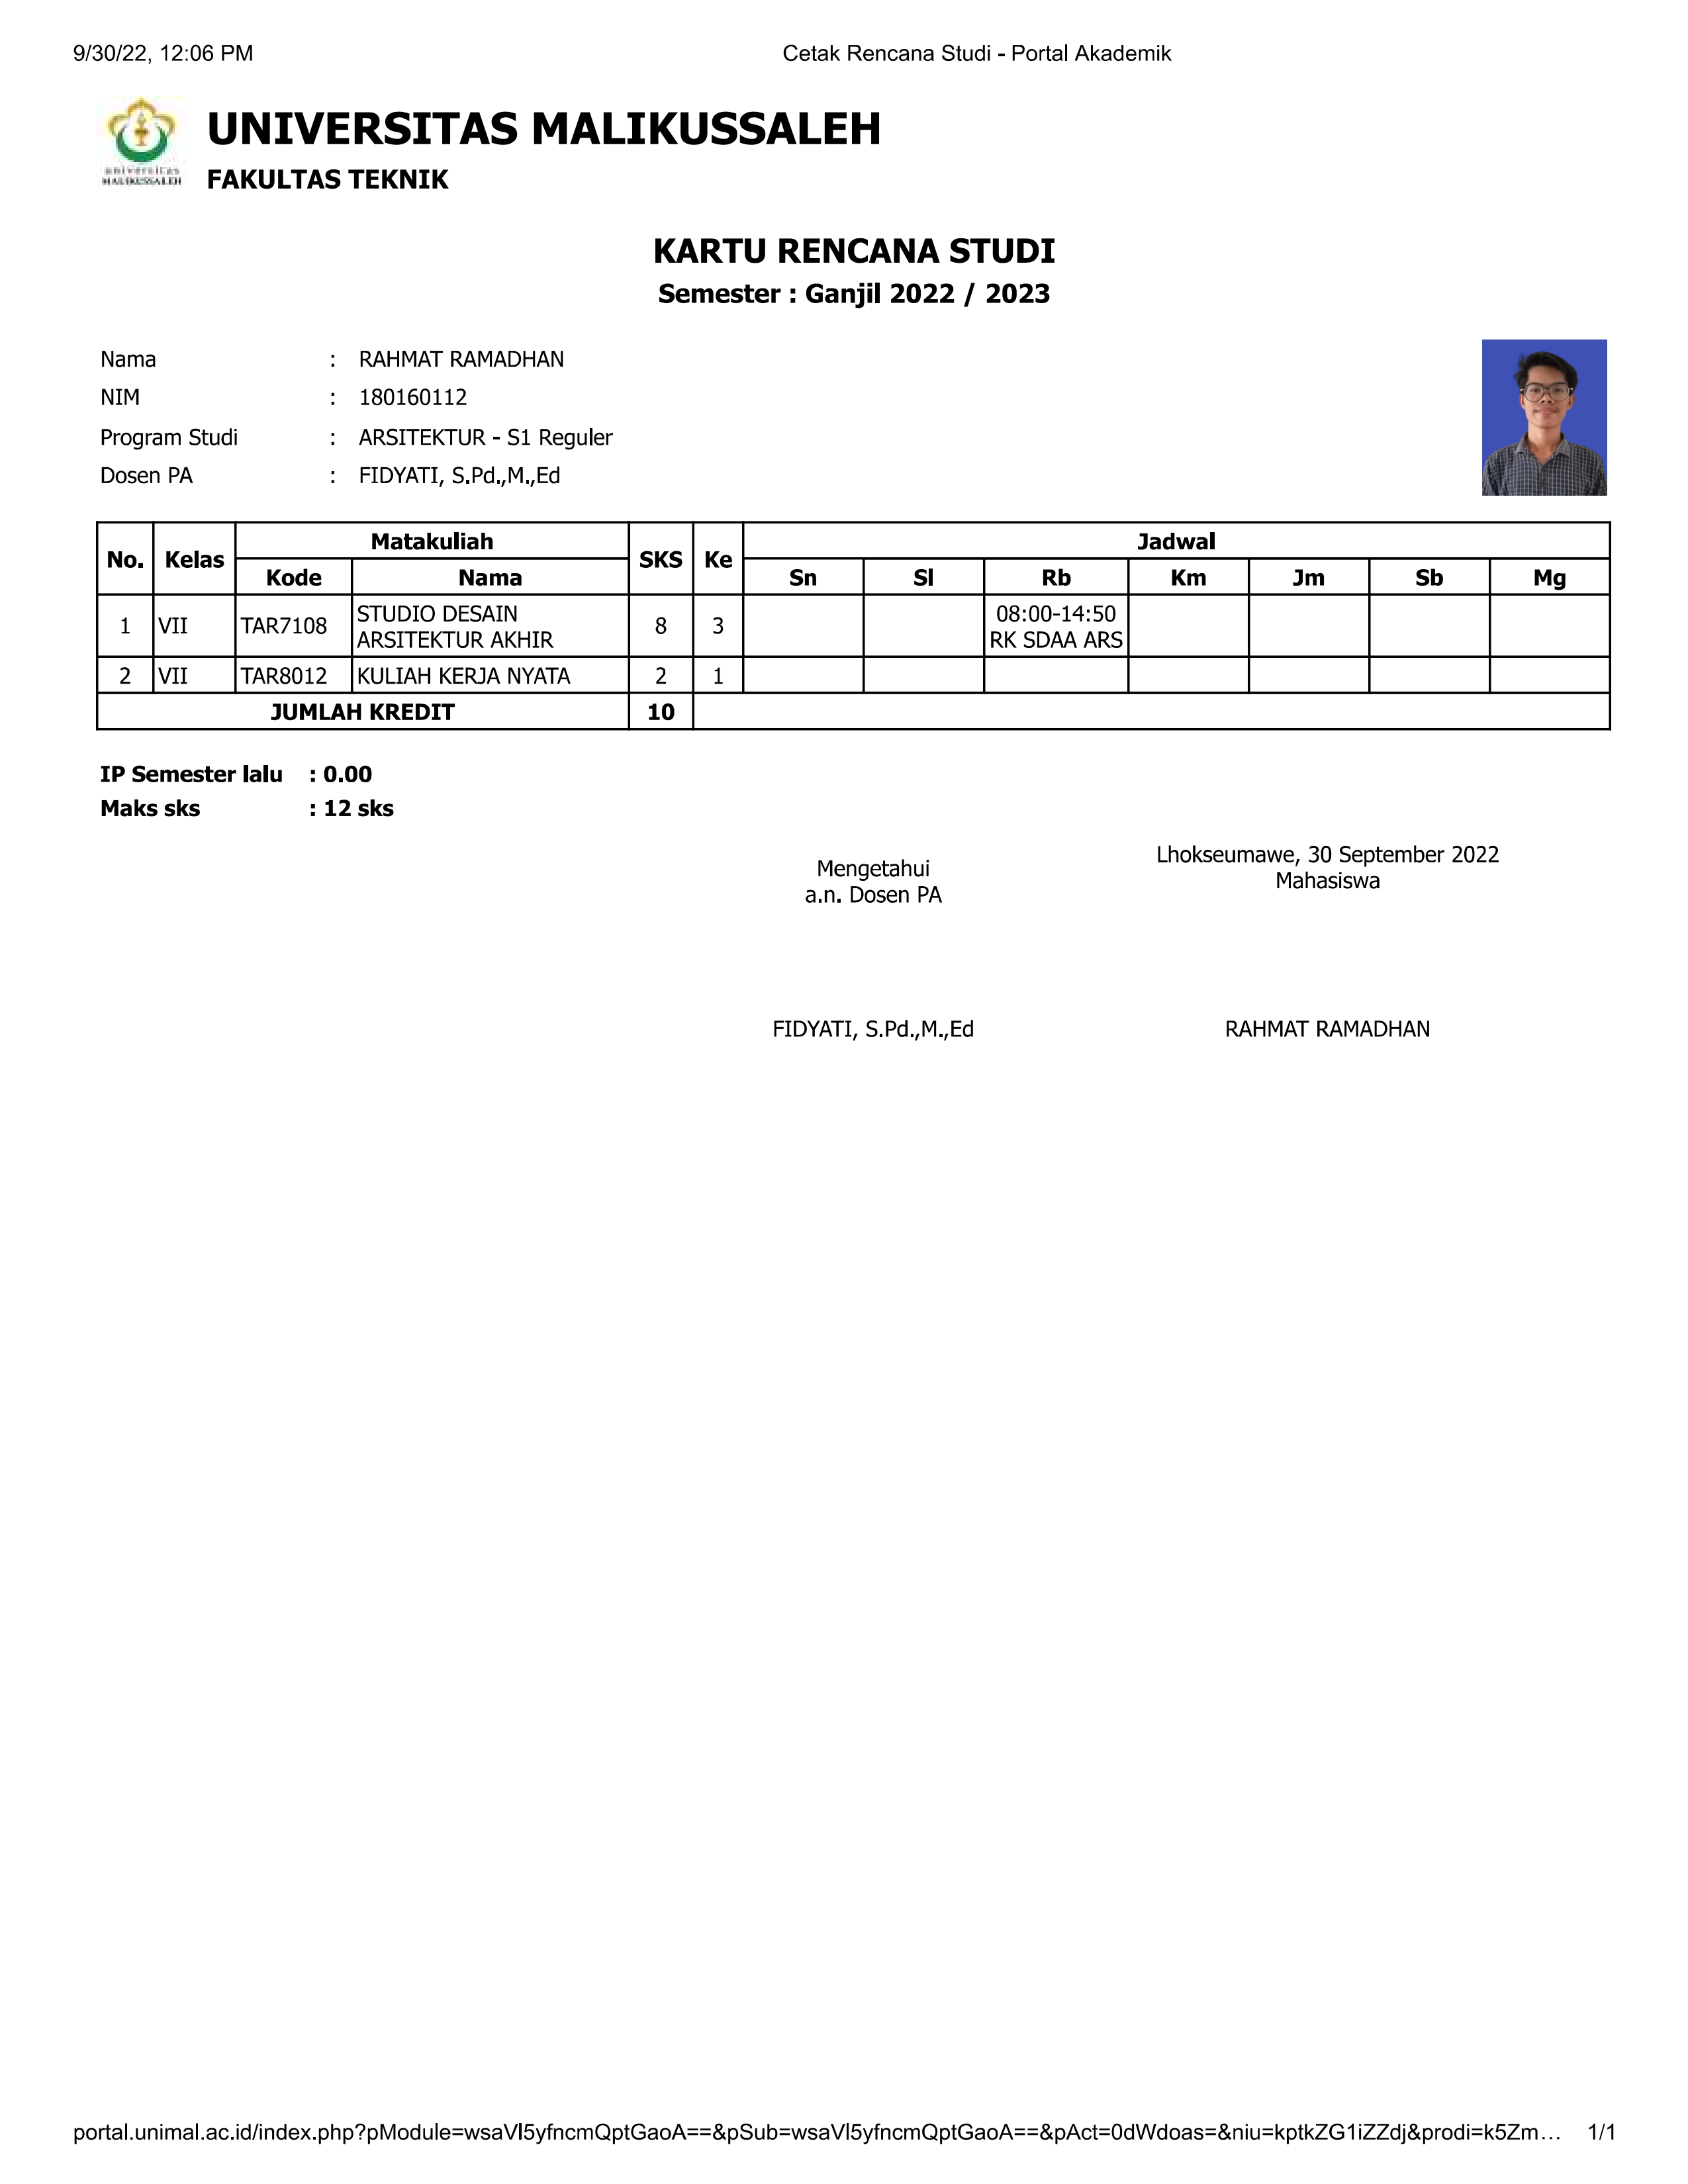 9/30/22, 12:06 PM
Cetak Rencana Studi - Portal Akademik
universitas
MALIKUSSALEH
UNIVERSITAS MALIKUSSALEH
FAKULTAS TEKNIK
KARTU RENCANA STUDI
Semester : Ganjil 2022 / 2023
Nama : RAHMAT RAMADHAN
NIM : 180160112
Program Studi : ARSITEKTUR - S1 Reguler
Dosen PA : FIDYATI, S.Pd.,M.,Ed
No. Kelas Matakuliah SKS Ke Jadwal
Kode Nama Sn Sl Rb Km Jm Sb Mg
1 VII TAR7108 STUDIO DESAIN ARSITEKTUR AKHIR 8 3 08:00-14:50 RK SDAA ARS
2 VII TAR8012 KULIAH KERJA NYATA 2 1
JUMLAH KREDIT 10
IP Semester lalu : 0.00
Maks sks : 12 sks
Mengetahui
a.n. Dosen PA
Lhokseumawe, 30 September 2022
Mahasiswa
FIDYATI, S.Pd.,M.,Ed
RAHMAT RAMADHAN
portal.unimal.ac.id/index.php?pModule=wsaVl5yfncmQptGaoA==&pSub=wsaVl5yfncmQptGaoA==&pAct=0dWdoas=&niu=kptkZG1iZZdj&prodi=k5Zm… 1/1